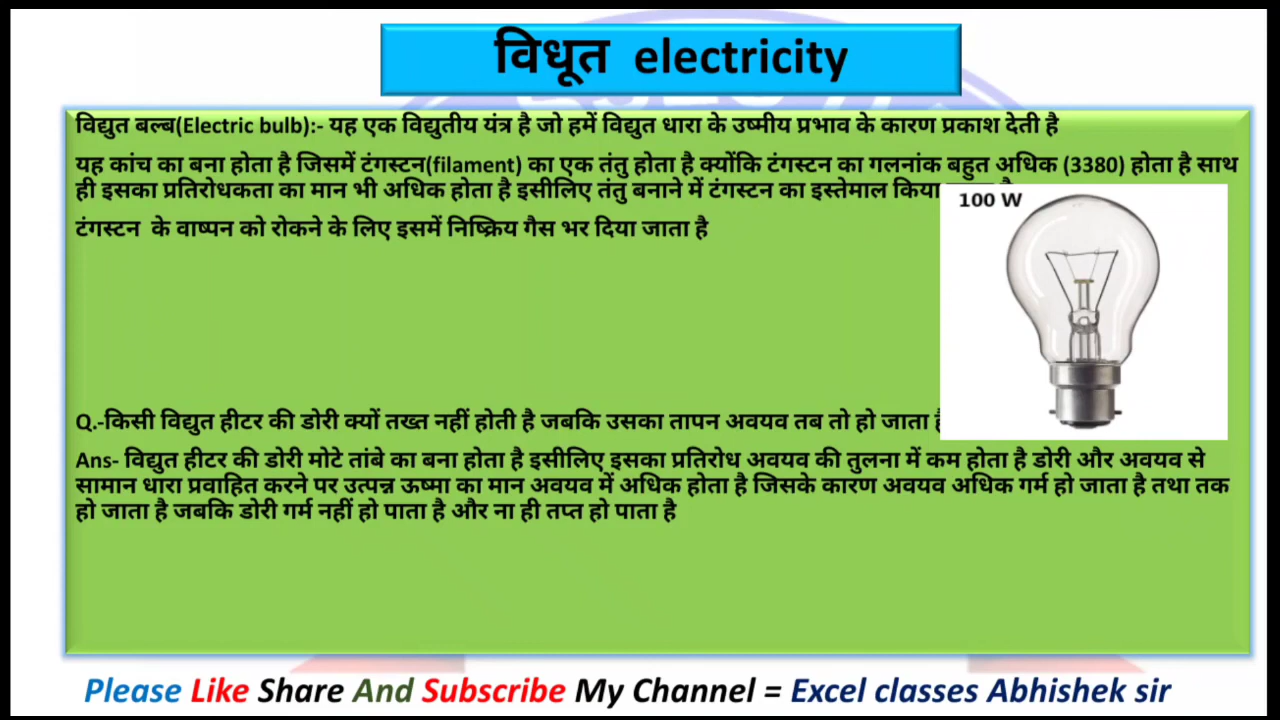 विधूत electricity
विद्युत बल्ब(Electric bulb):- यह एक विद्युतीय यंत्र है जो हमें विद्युत धारा के उष्मीय प्रभाव के कारण प्रकाश देती है
यह कांच का बना होता है जिसमें टंगस्टन(filament) का एक तंतु होता है क्योंकि टंगस्टन का गलनांक बहुत अधिक (3380) होता है साथ
ही इसका प्रतिरोधकता का मान भी अधिक होता है इसीलिए तंतु बनाने में टंगस्टन का इस्तेमाल किया
100 W
टंगस्टन के वाष्पन को रोकने के लिए इसमें निष्क्रिय गैस भर दिया जाता है
Q.-किसी विद्युत हीटर की डोरी क्यों तख्त नहीं होती है जबकि उसका तापन अवयव तब तो हो जाता
Ans- विद्युत हीटर की डोरी मोटे तांबे का बना होता है इसीलिए इसका प्रतिरोध अवयव की तुलना में कम होता है डोरी और अवयव से
सामान धारा प्रवाहित करने पर उत्पन्न ऊष्मा का मान अवयव में अधिक होता है जिसके कारण अवयव अधिक गर्म हो जाता है तथा तक
हो जाता है जबकि डोरी गर्म नहीं हो पाता है और ना ही तप्त हो पाता है
Please Like Share And Subscribe My Channel = Excel classes Abhishek sir